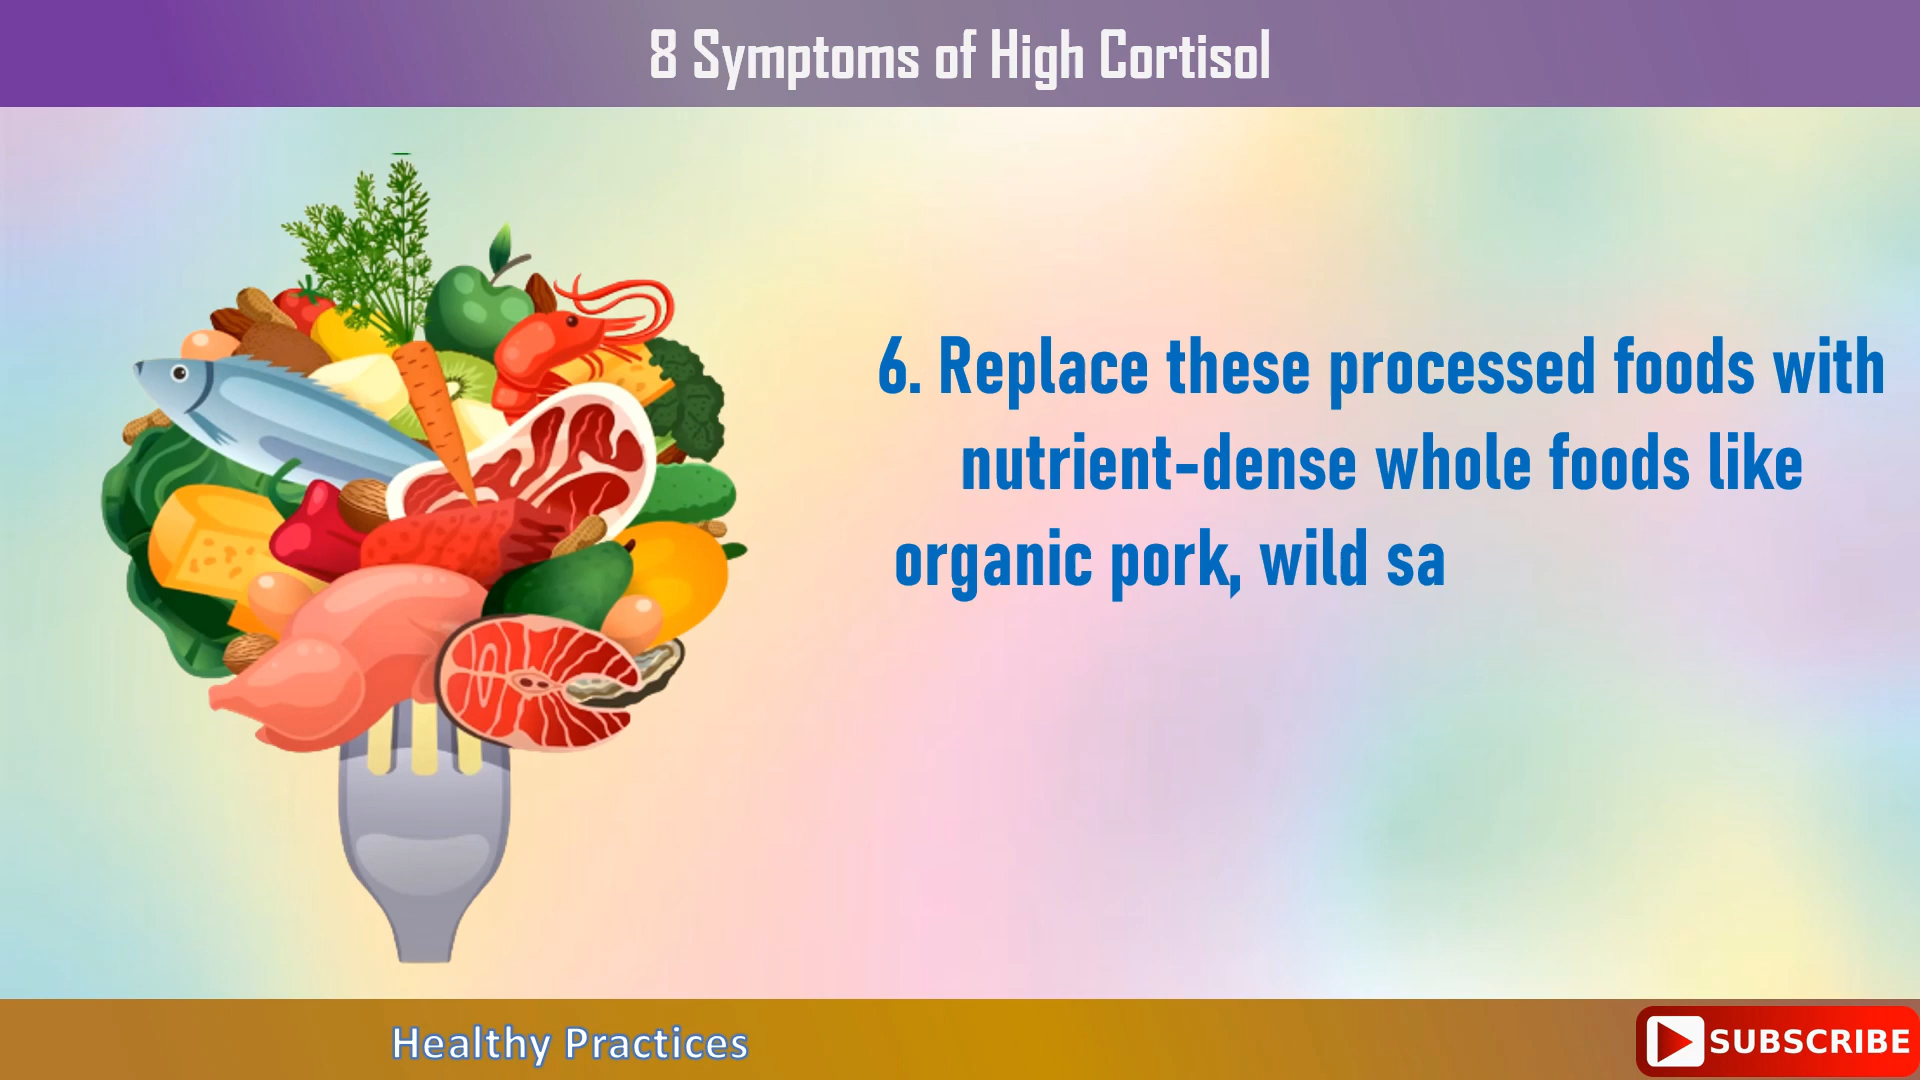 8 Symptoms of High Cortisol
6. Replace these processed foods with
nutrient-dense whole foods like
organic pork, wild sa
Healthy Practices
SUBSCRIBE